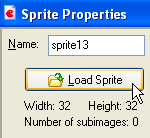 Sprite Properties
Name: sprite13
Load Sprite
Width: 32 Height: 32
Number of subimages: 0